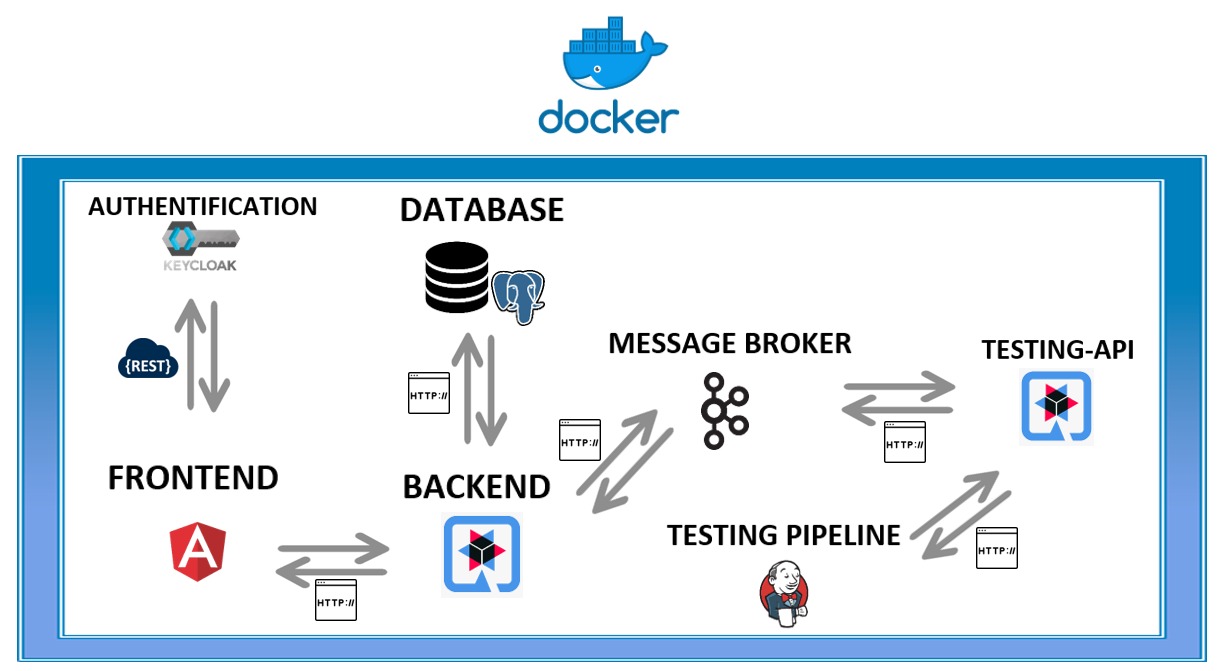 docker
AUTHENTIFICATION
KEYCLOAK
DATABASE
{REST}
HTTP://
MESSAGE BROKER
TESTING-API
HTTP://
HTTP://
FRONTEND
BACKEND
TESTING PIPELINE
HTTP://
HTTP://